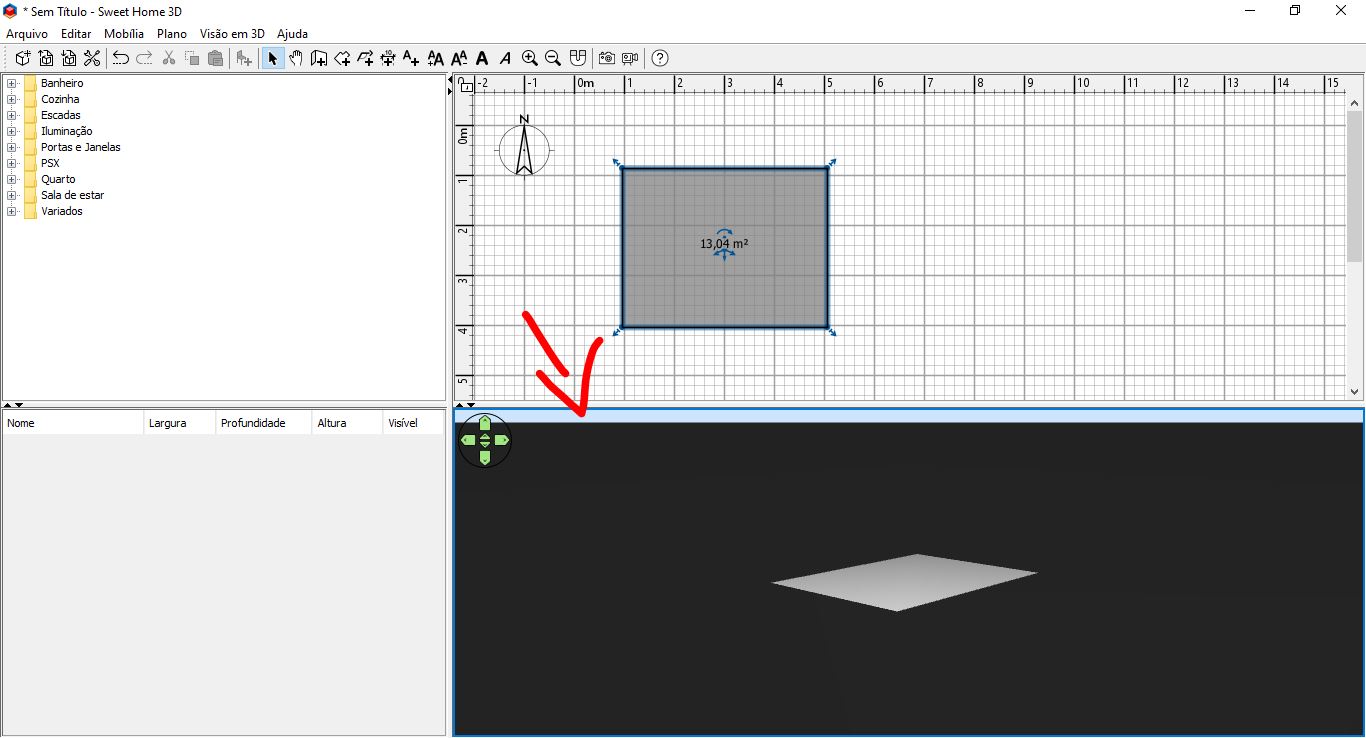 * Sem Título - Sweet Home 3D
Arquivo Editar Mobília Plano Visão em 3D Ajuda
Banheiro
Cozinha
Escadas
Iluminação
Portas e Janelas
PSX
Quarto
Sala de estar
Variados
-2 -1 0m 1 2 3 4 5 6 7 8 9 10 11 12 13 14 15
0m
1
2
3
4
5
N
13,04 m²
Nome Largura Profundidade Altura Visível